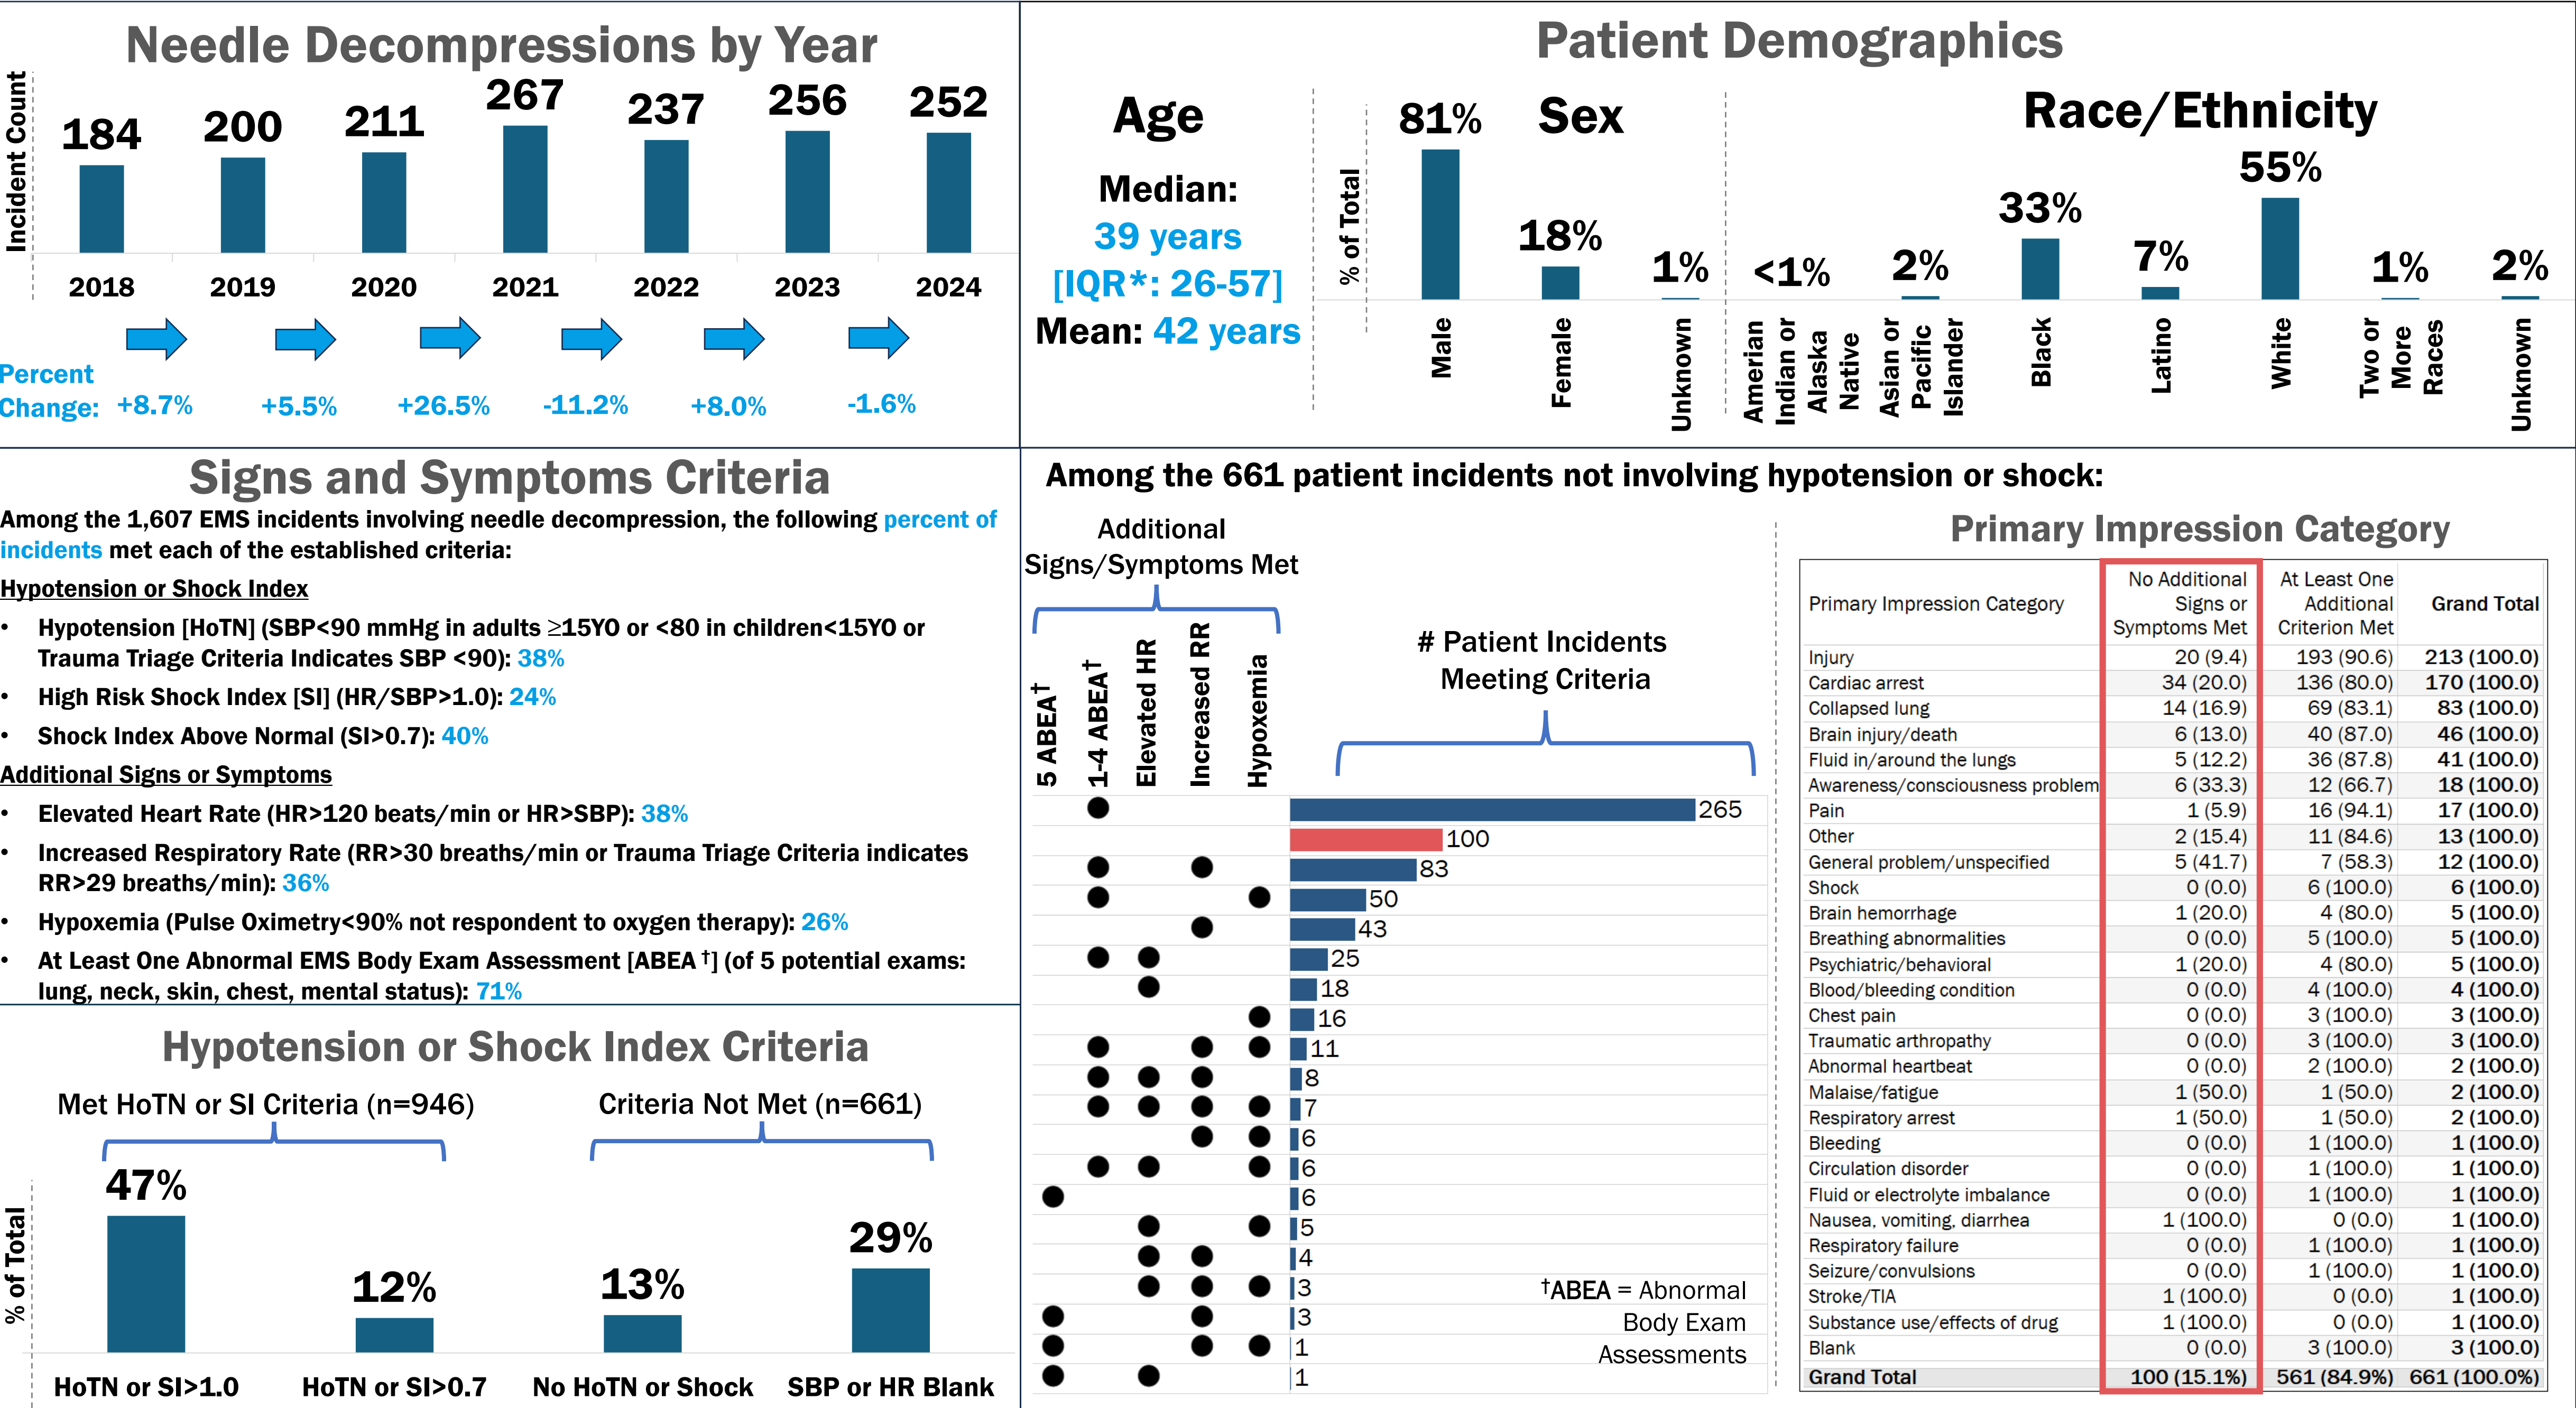 Needle Decompressions by Year
Incident Count
184
200
211
267
237
256
252
2018
2019
2020
2021
2022
2023
2024
Percent
Change:
+8.7%
+5.5%
+26.5%
-11.2%
+8.0%
-1.6%
Patient Demographics
Age
Median:
39 years
[IQR*: 26-57]
Mean: 42 years
Sex
% of Total
81%
18%
1%
Male
Female
Unknown
Race/Ethnicity
<1%
2%
33%
7%
55%
1%
2%
Amerian
Indian or
Alaska
Native
Asian or
Pacific
Islander
Black
Latino
White
Two or
More
Races
Unknown
Signs and Symptoms Criteria
Among the 1,607 EMS incidents involving needle decompression, the following percent of
incidents met each of the established criteria:
Hypotension or Shock Index
• Hypotension [HoTN] (SBP<90 mmHg in adults ≥15YO or <80 in children<15YO or
Trauma Triage Criteria Indicates SBP <90): 38%
• High Risk Shock Index [SI] (HR/SBP>1.0): 24%
• Shock Index Above Normal (SI>0.7): 40%
Additional Signs or Symptoms
• Elevated Heart Rate (HR>120 beats/min or HR>SBP): 38%
• Increased Respiratory Rate (RR>30 breaths/min or Trauma Triage Criteria indicates
RR>29 breaths/min): 36%
• Hypoxemia (Pulse Oximetry<90% not respondent to oxygen therapy): 26%
• At Least One Abnormal EMS Body Exam Assessment [ABEA †] (of 5 potential exams:
lung, neck, skin, chest, mental status): 71%
Hypotension or Shock Index Criteria
Met HoTN or SI Criteria (n=946)
Criteria Not Met (n=661)
% of Total
47%
12%
13%
29%
HoTN or SI>1.0
HoTN or SI>0.7
No HoTN or Shock
SBP or HR Blank
Among the 661 patient incidents not involving hypotension or shock:
Additional
Signs/Symptoms Met
5 ABEA†
1-4 ABEA†
Elevated HR
Increased RR
Hypoxemia
# Patient Incidents
Meeting Criteria
265
100
83
50
43
25
18
16
11
8
7
6
6
6
5
4
3
3
1
1
†ABEA = Abnormal
Body Exam
Assessments
Primary Impression Category
Primary Impression Category
No Additional
Signs or
Symptoms Met
At Least One
Additional
Criterion Met
Grand Total
Injury 20 (9.4) 193 (90.6) 213 (100.0)
Cardiac arrest 34 (20.0) 136 (80.0) 170 (100.0)
Collapsed lung 14 (16.9) 69 (83.1) 83 (100.0)
Brain injury/death 6 (13.0) 40 (87.0) 46 (100.0)
Fluid in/around the lungs 5 (12.2) 36 (87.8) 41 (100.0)
Awareness/consciousness problem 6 (33.3) 12 (66.7) 18 (100.0)
Pain 1 (5.9) 16 (94.1) 17 (100.0)
Other 2 (15.4) 11 (84.6) 13 (100.0)
General problem/unspecified 5 (41.7) 7 (58.3) 12 (100.0)
Shock 0 (0.0) 6 (100.0) 6 (100.0)
Brain hemorrhage 1 (20.0) 4 (80.0) 5 (100.0)
Breathing abnormalities 0 (0.0) 5 (100.0) 5 (100.0)
Psychiatric/behavioral 1 (20.0) 4 (80.0) 5 (100.0)
Blood/bleeding condition 0 (0.0) 4 (100.0) 4 (100.0)
Chest pain 0 (0.0) 3 (100.0) 3 (100.0)
Traumatic arthropathy 0 (0.0) 3 (100.0) 3 (100.0)
Abnormal heartbeat 0 (0.0) 2 (100.0) 2 (100.0)
Malaise/fatigue 1 (50.0) 1 (50.0) 2 (100.0)
Respiratory arrest 1 (50.0) 1 (50.0) 2 (100.0)
Bleeding 0 (0.0) 1 (100.0) 1 (100.0)
Circulation disorder 0 (0.0) 1 (100.0) 1 (100.0)
Fluid or electrolyte imbalance 0 (0.0) 1 (100.0) 1 (100.0)
Nausea, vomiting, diarrhea 1 (100.0) 0 (0.0) 1 (100.0)
Respiratory failure 0 (0.0) 1 (100.0) 1 (100.0)
Seizure/convulsions 0 (0.0) 1 (100.0) 1 (100.0)
Stroke/TIA 1 (100.0) 0 (0.0) 1 (100.0)
Substance use/effects of drug 1 (100.0) 0 (0.0) 1 (100.0)
Blank 0 (0.0) 3 (100.0) 3 (100.0)
Grand Total 100 (15.1%) 561 (84.9%) 661 (100.0%)